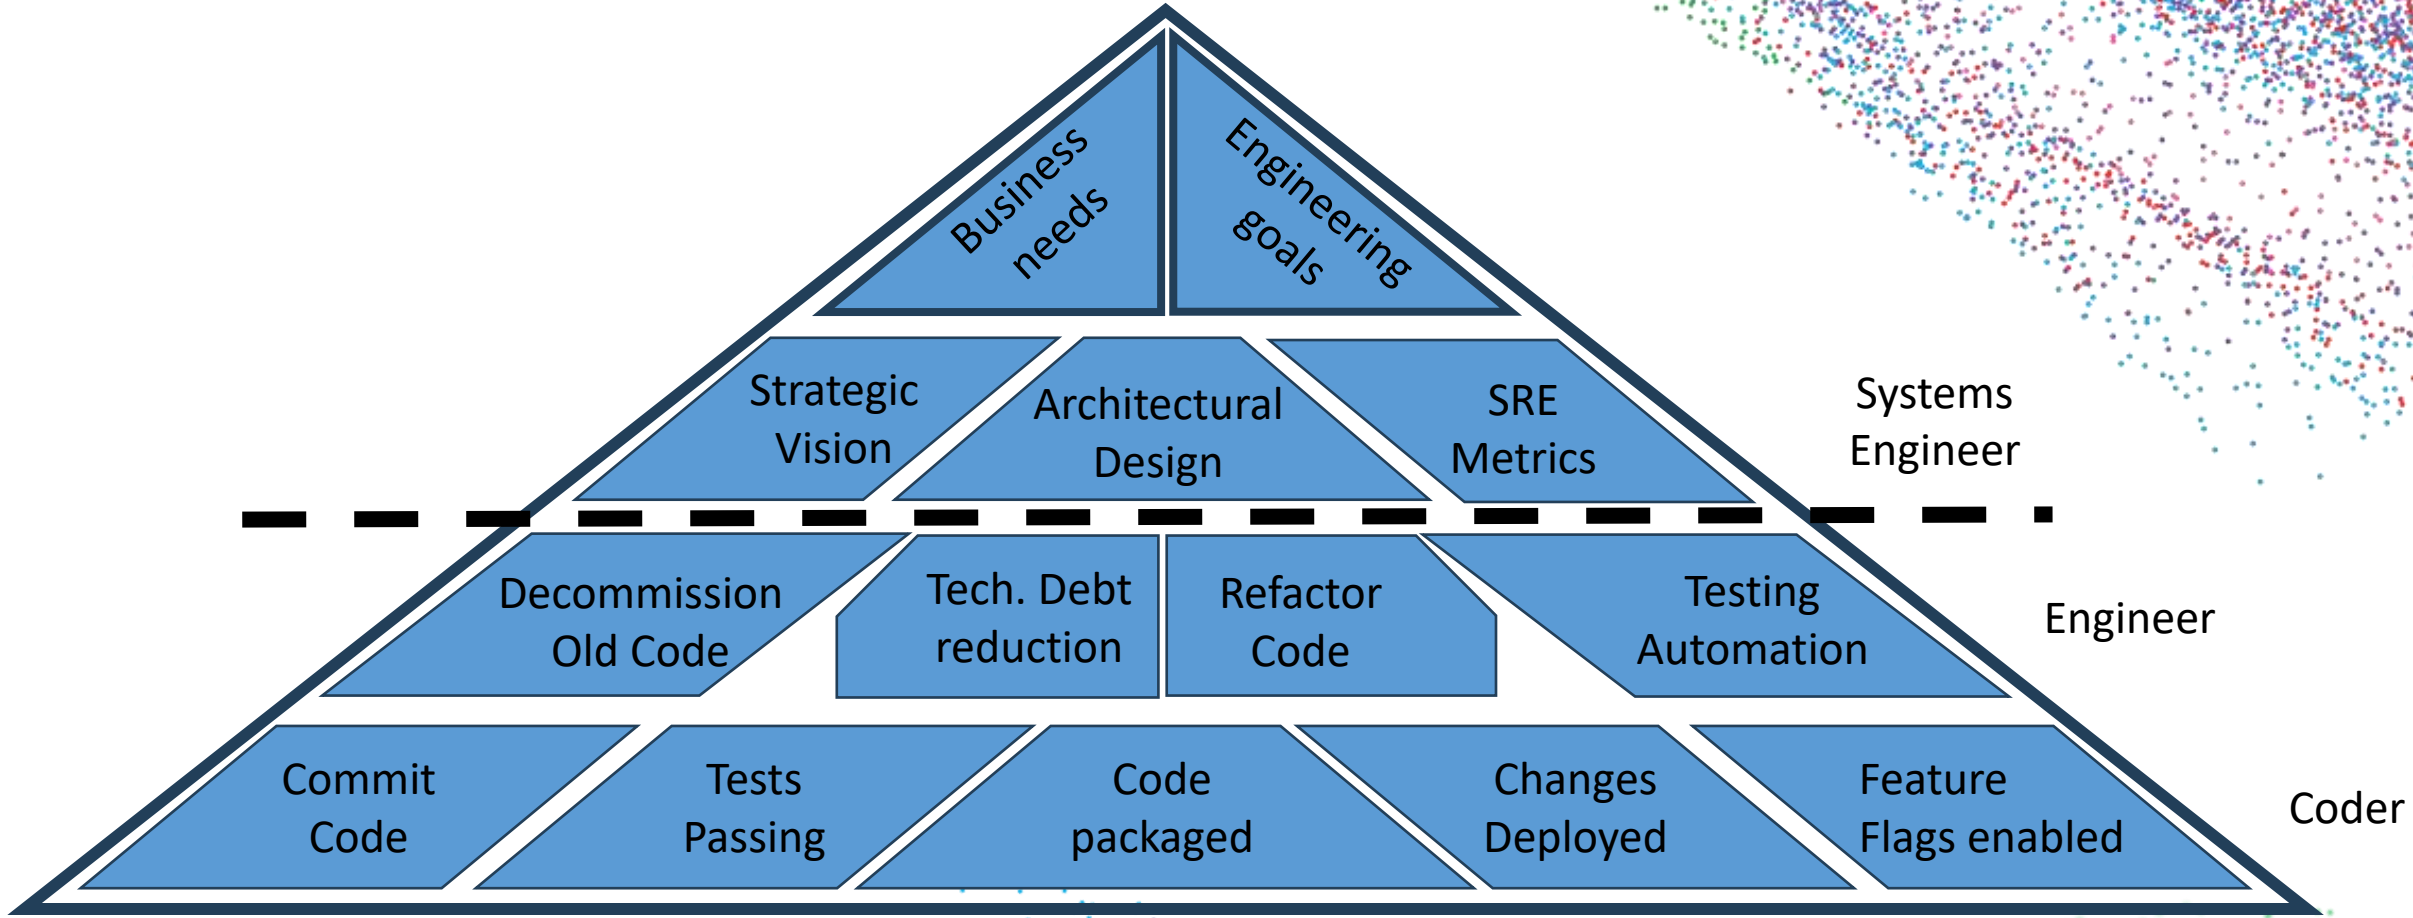 Business
needs
Engineering
goals
Strategic
Vision
Architectural
Design
SRE
Metrics
Systems
Engineer
Decommission
Old Code
Tech. Debt
reduction
Refactor
Code
Testing
Automation
Engineer
Commit
Code
Tests
Passing
Code
packaged
Changes
Deployed
Feature
Flags enabled
Coder